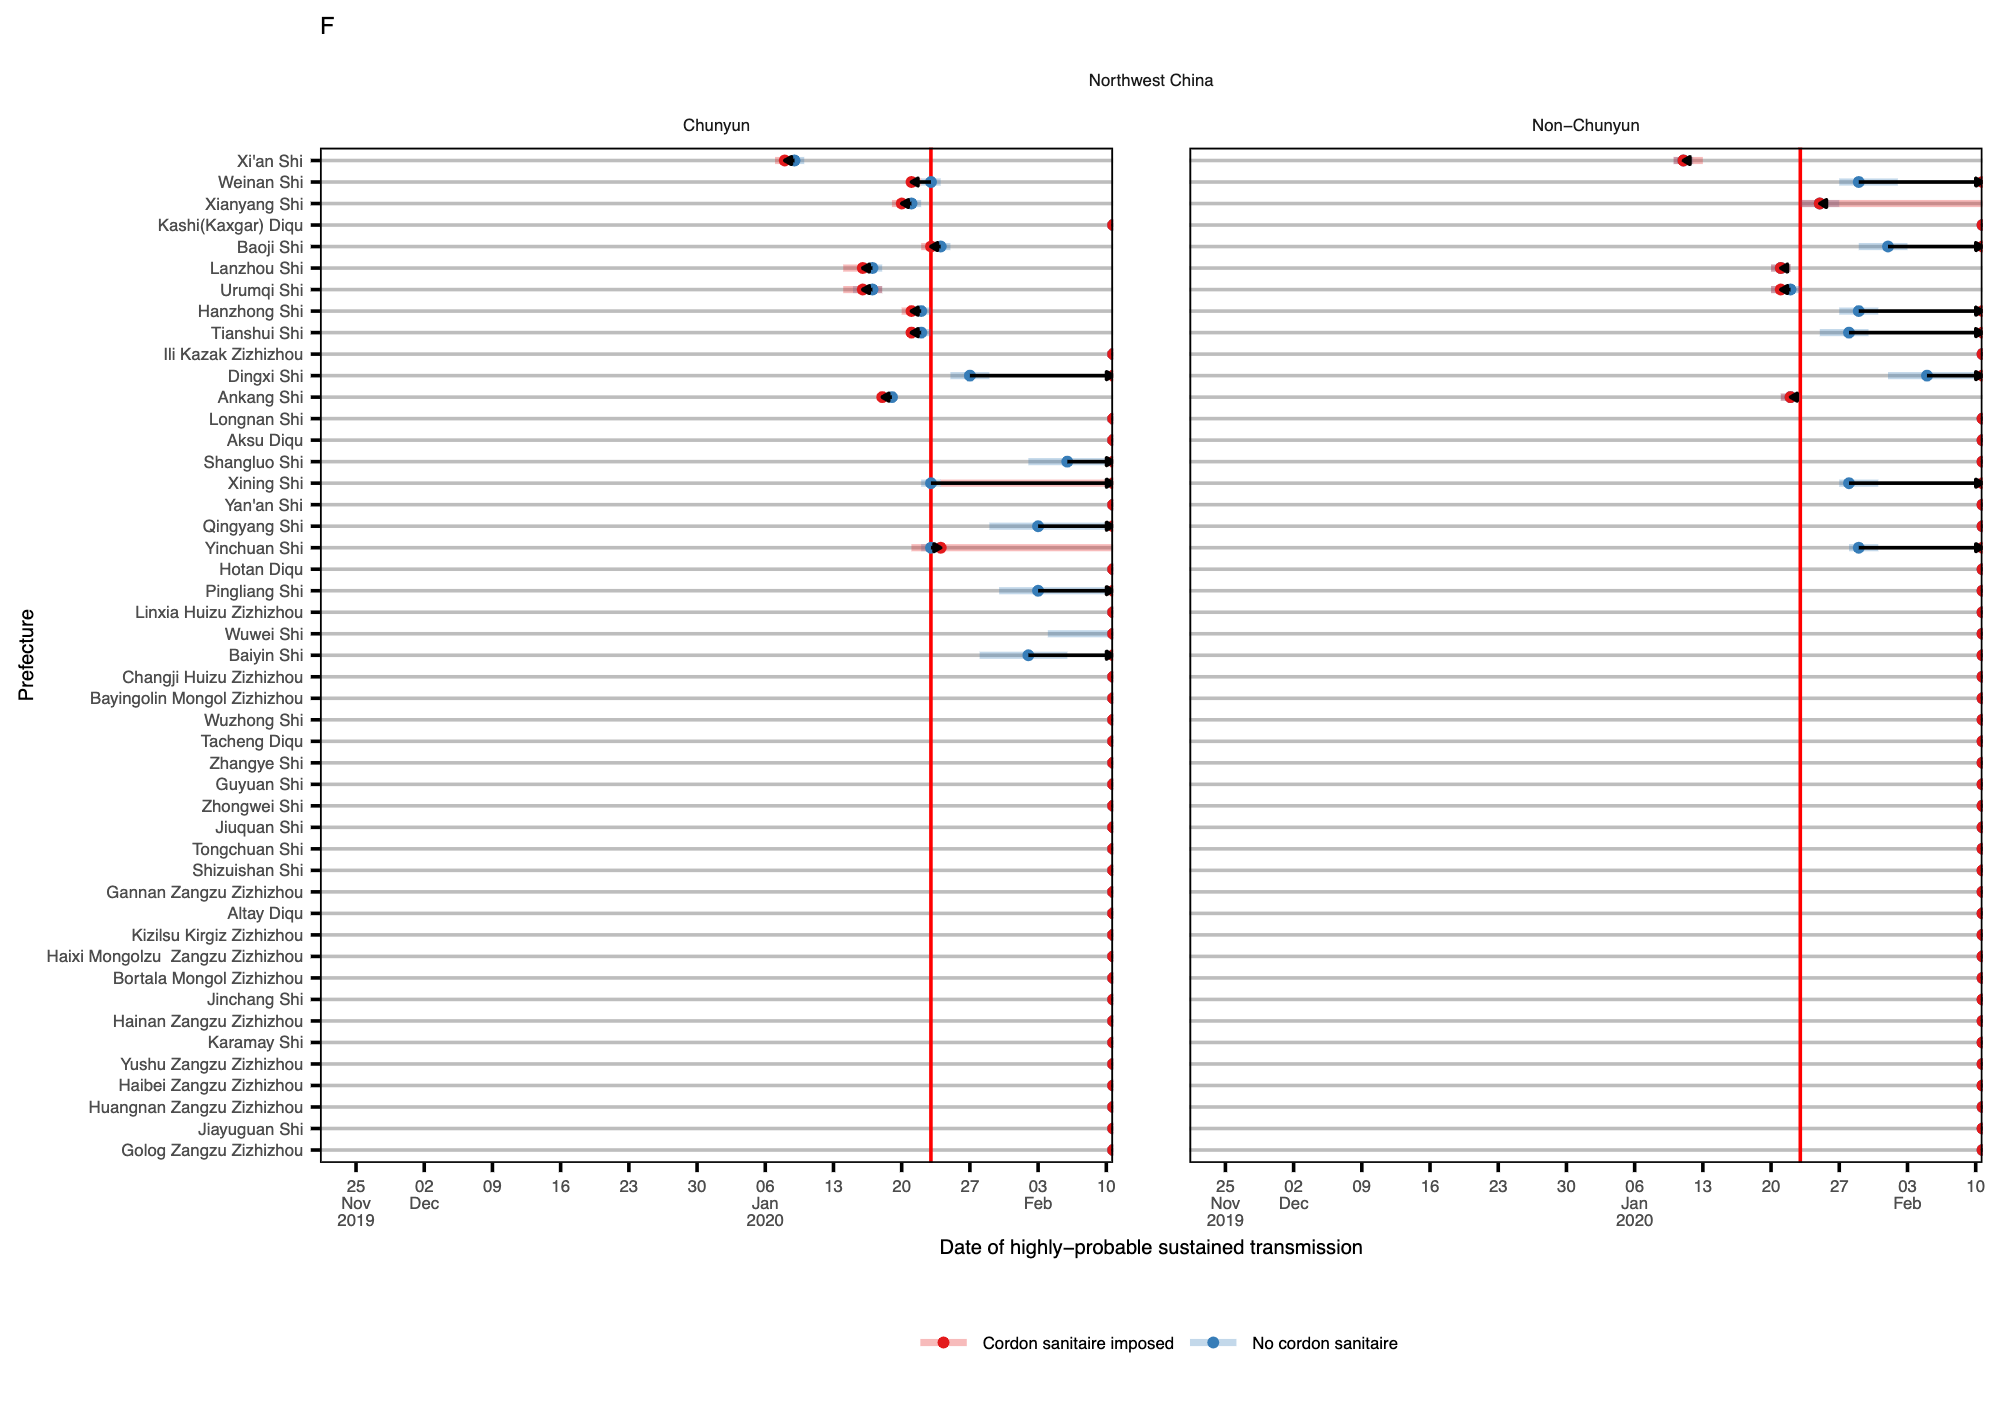 F
Northwest China
Chunyun
Non−Chunyun
Prefecture
Xi'an Shi
Weinan Shi
Xianyang Shi
Kashi(Kaxgar) Diqu
Baoji Shi
Lanzhou Shi
Urumqi Shi
Hanzhong Shi
Tianshui Shi
Ili Kazak Zizhizhou
Dingxi Shi
Ankang Shi
Longnan Shi
Aksu Diqu
Shangluo Shi
Xining Shi
Yan'an Shi
Qingyang Shi
Yinchuan Shi
Hotan Diqu
Pingliang Shi
Linxia Huizu Zizhizhou
Wuwei Shi
Baiyin Shi
Changji Huizu Zizhizhou
Bayingolin Mongol Zizhizhou
Wuzhong Shi
Tacheng Diqu
Zhangye Shi
Guyuan Shi
Zhongwei Shi
Jiuquan Shi
Tongchuan Shi
Shizuishan Shi
Gannan Zangzu Zizhizhou
Altay Diqu
Kizilsu Kirgiz Zizhizhou
Haixi Mongolzu  Zangzu Zizhizhou
Bortala Mongol Zizhizhou
Jinchang Shi
Hainan Zangzu Zizhizhou
Karamay Shi
Yushu Zangzu Zizhizhou
Haibei Zangzu Zizhizhou
Huangnan Zangzu Zizhizhou
Jiayuguan Shi
Golog Zangzu Zizhizhou
25 02 09 16 23 30 06 13 20 27 03 10
Nov Dec Jan Feb
2019 2020
25 02 09 16 23 30 06 13 20 27 03 10
Nov Dec Jan Feb
2019 2020
Date of highly−probable sustained transmission
Cordon sanitaire imposed
No cordon sanitaire